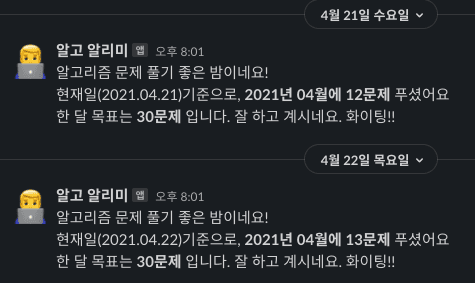 4월 21일 수요일
알고 알리미 앱 오후 8:01
알고리즘 문제 풀기 좋은 밤이네요!
현재일(2021.04.21)기준으로, 2021년 04월에 12문제 푸셨어요
한 달 목표는 30문제 입니다. 잘 하고 계시네요. 화이팅!!
4월 22일 목요일
알고 알리미 앱 오후 8:01
알고리즘 문제 풀기 좋은 밤이네요!
현재일(2021.04.22)기준으로, 2021년 04월에 13문제 푸셨어요
한 달 목표는 30문제 입니다. 잘 하고 계시네요. 화이팅!!